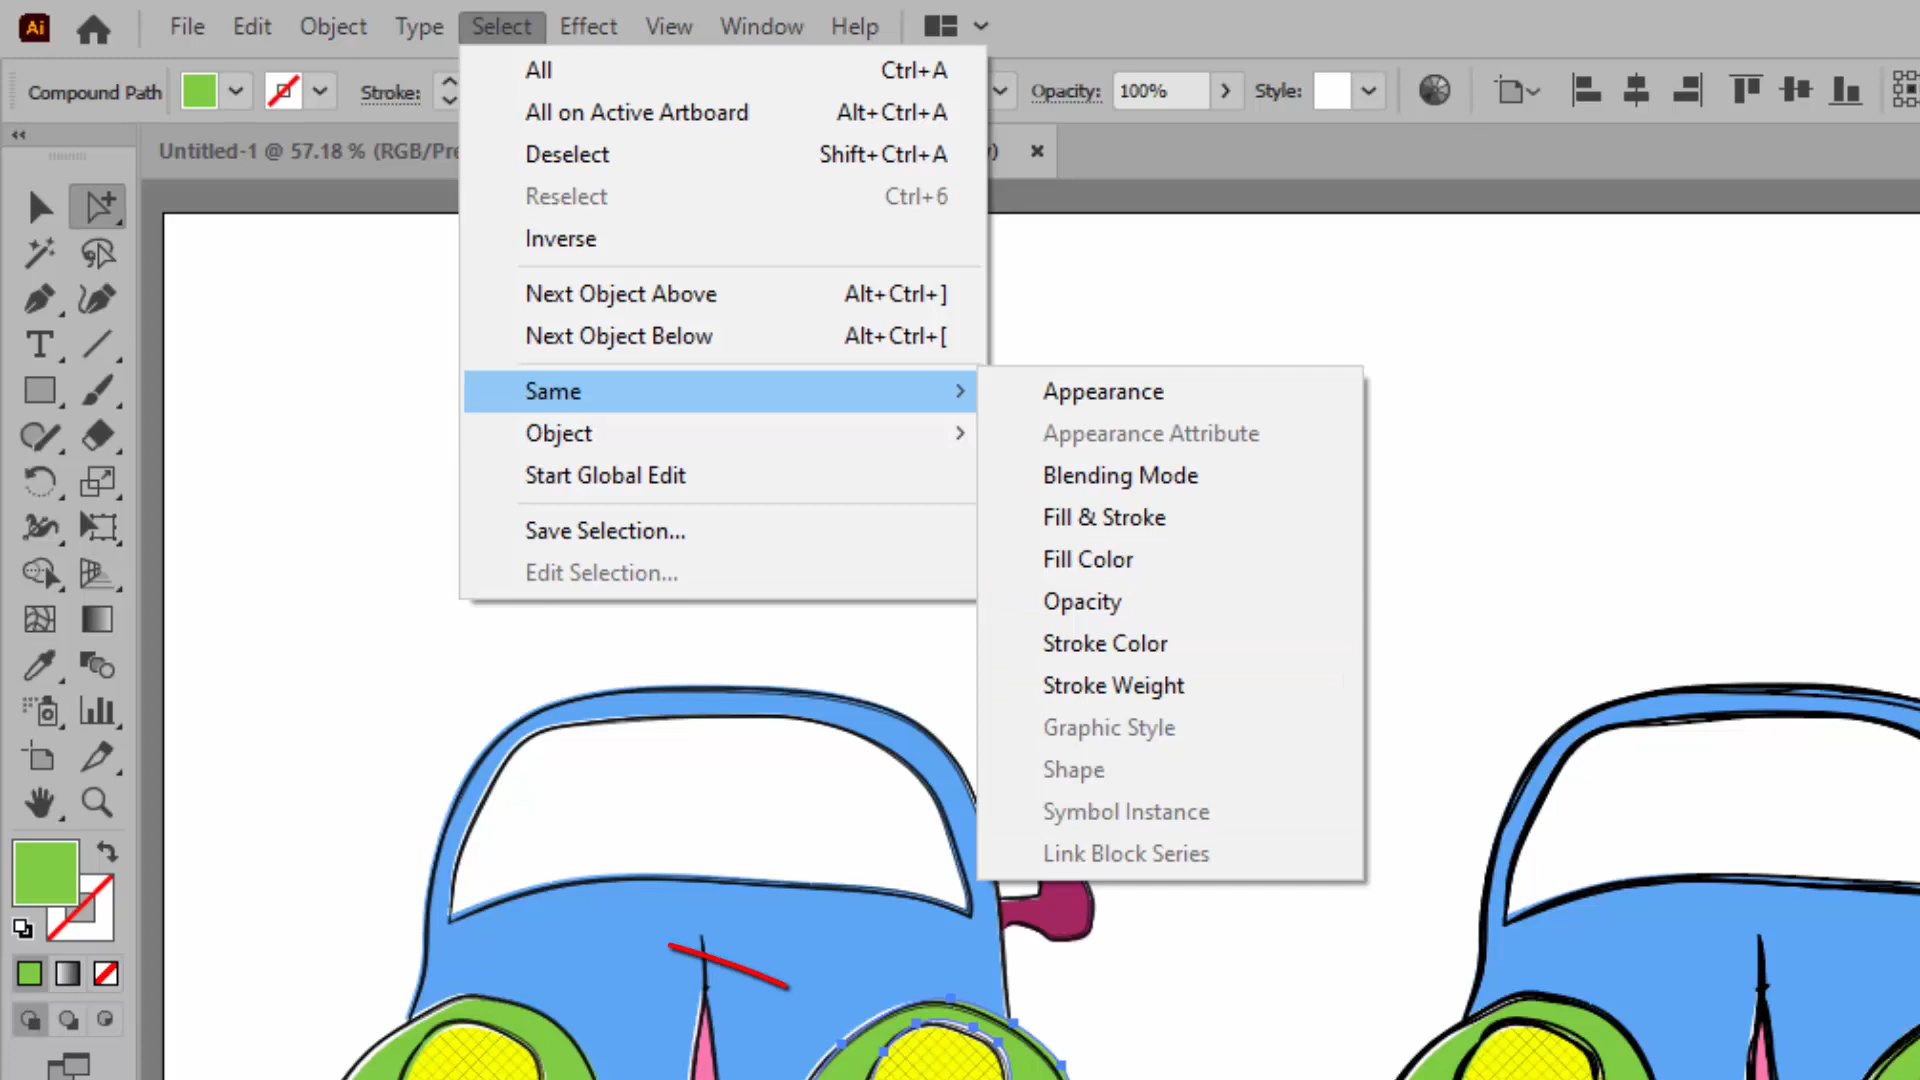 Ai File Edit Object Type Select Effect View Window Help
Compound Path Stroke: Opacity: 100% Style:
Untitled-1 @ 57.18 % (RGB/Pre
All Ctrl+A
All on Active Artboard Alt+Ctrl+A
Deselect Shift+Ctrl+A
Reselect Ctrl+6
Inverse
Next Object Above Alt+Ctrl+]
Next Object Below Alt+Ctrl+[
Same
Object
Start Global Edit
Save Selection...
Edit Selection...
Appearance
Appearance Attribute
Blending Mode
Fill & Stroke
Fill Color
Opacity
Stroke Color
Stroke Weight
Graphic Style
Shape
Symbol Instance
Link Block Series